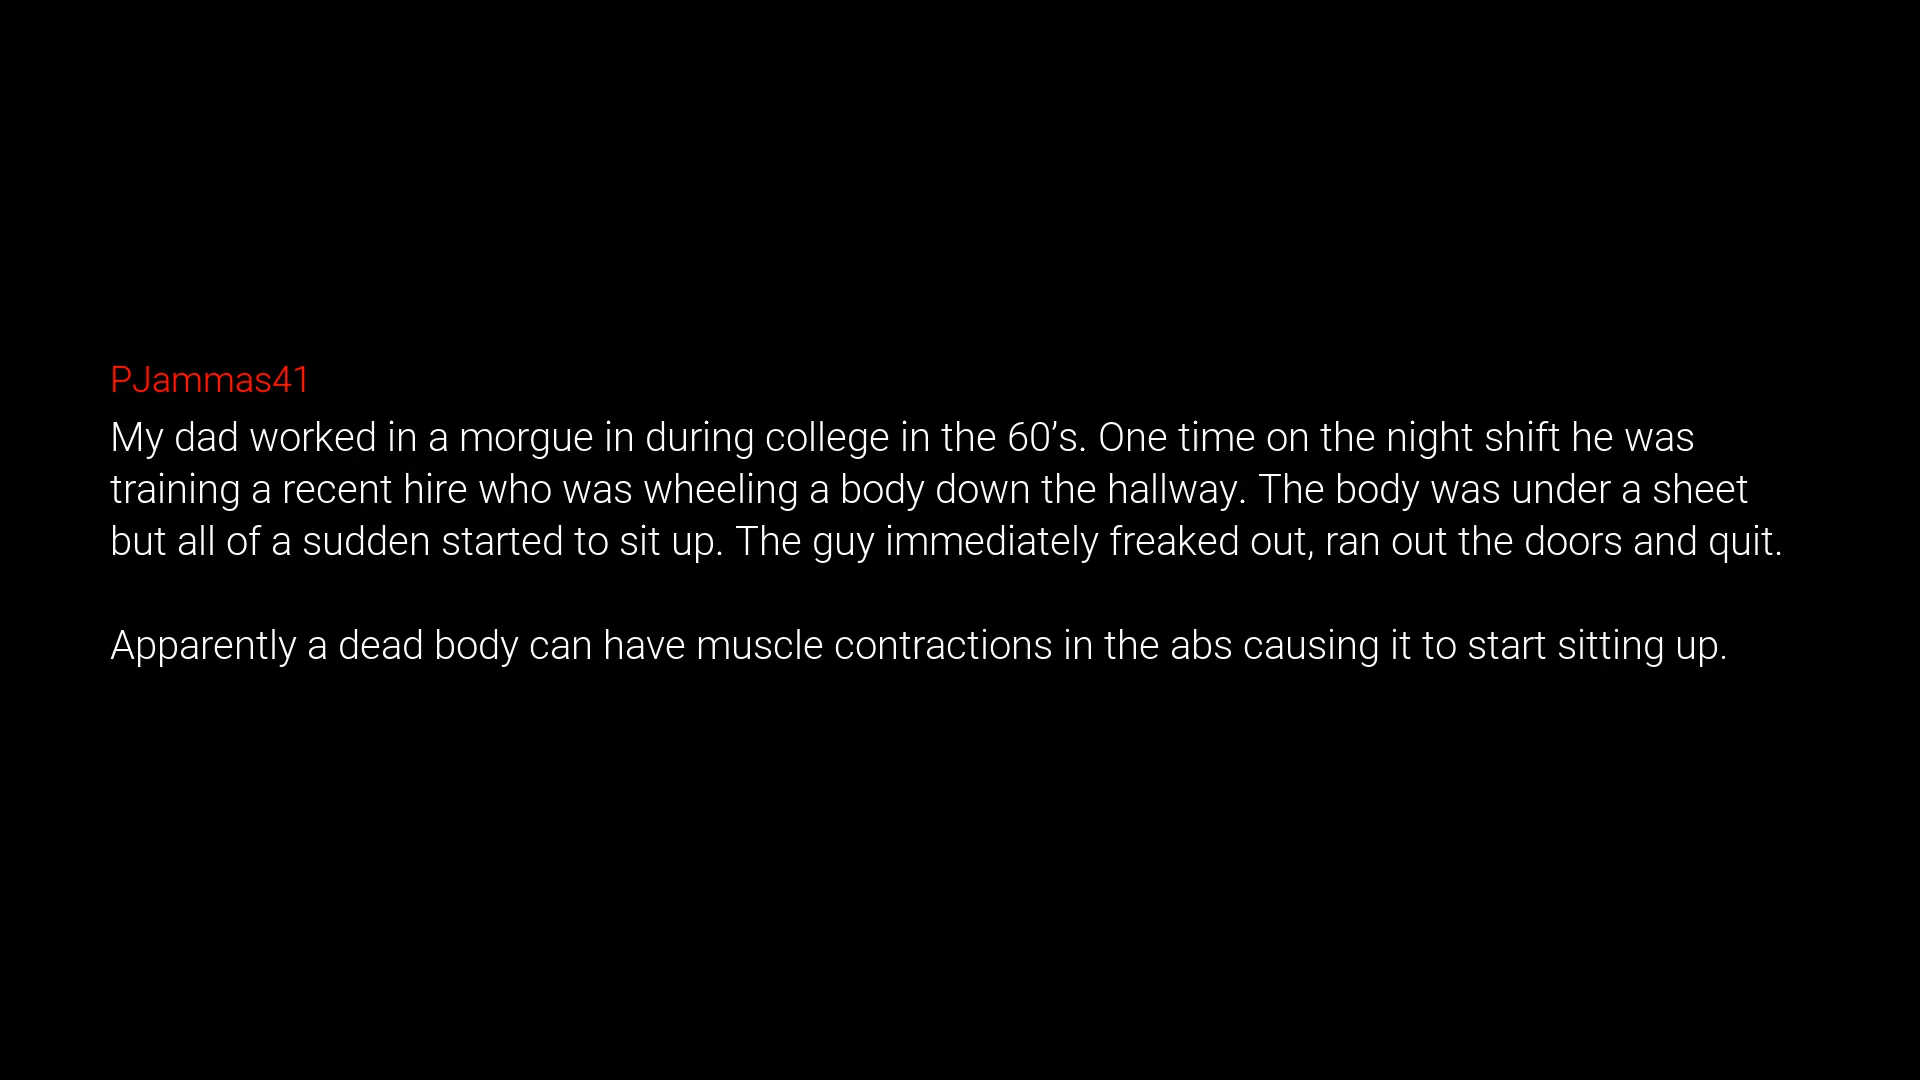 PJammas41
My dad worked in a morgue in during college in the 60’s. One time on the night shift he was
training a recent hire who was wheeling a body down the hallway. The body was under a sheet
but all of a sudden started to sit up. The guy immediately freaked out, ran out the doors and quit.
Apparently a dead body can have muscle contractions in the abs causing it to start sitting up.